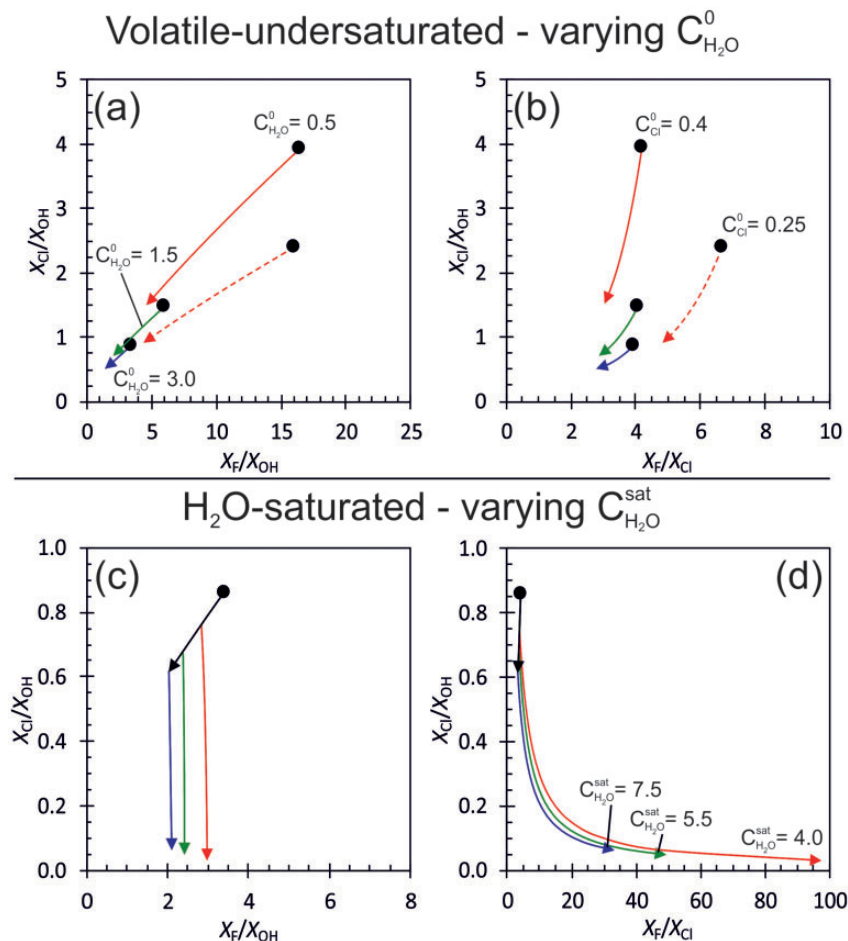 Volatile-undersaturated - varying C⁰H₂O
(a)
C⁰H₂O = 0.5
C⁰H₂O = 1.5
C⁰H₂O = 3.0
5
4
3
2
1
0
XCl/XOH
0 5 10 15 20 25
XF/XOH
(b)
C⁰Cl = 0.4
C⁰Cl = 0.25
5
4
3
2
1
0
XCl/XOH
0 2 4 6 8 10
XF/XCl
H₂O-saturated - varying CsatH₂O
(c)
1.0
0.8
0.6
0.4
0.2
0.0
XCl/XOH
0 2 4 6 8
XF/XOH
(d)
CsatH₂O = 7.5
CsatH₂O = 5.5
CsatH₂O = 4.0
1.0
0.8
0.6
0.4
0.2
0.0
XCl/XOH
0 20 40 60 80 100
XF/XCl